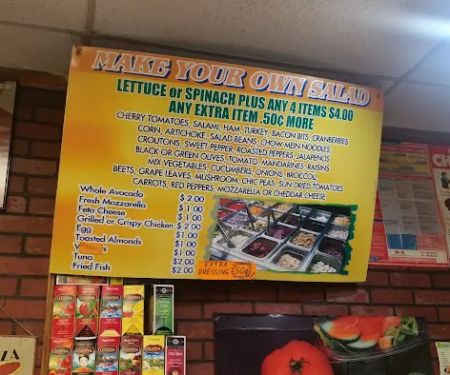 MAKE YOUR OWN SALAD
LETTUCE or SPINACH PLUS ANY 4 ITEMS $4.00
ANY EXTRA ITEM .50¢ MORE
CHERRY TOMATOES, SALAMI, HAM, TURKEY, BACON BITS, CRANBERRIES
CORN, ARTICHOKE, SALAD BEANS, CHOW MEIN NOODLES
CROUTONS, SWEET PEPPER, ROASTED PEPPERS, JALAPENOS
BLACK OR GREEN OLIVES, TOMATO, MANDARINS, RAISINS
MIX VEGETABLES, CUCUMBERS, ONIONS, BROCCOLI
BEETS, GRAPE LEAVES, MUSHROOM, CHIC PEAS, SUN DRIED TOMATOES
CARROTS, RED PEPPERS, MOZZARELLA OR CHEDDAR CHEESE
Whole Avocado $2.00
Fresh Mozzarella $1.00
Feta Cheese $1.00
Grilled or Crispy Chicken $2.00
Egg $1.00
Toasted Almonds $1.00
$1.00
Tuna $2.00
Fried Fish $2.00
EXTRA
DRESSING .50¢